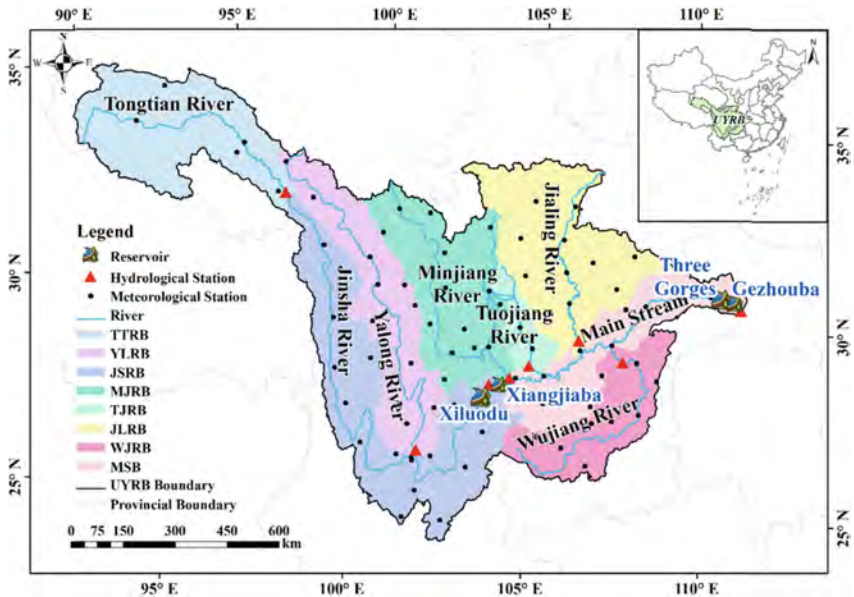 95° E
100° E
105° E
110° E
N
W
E
S
N
35° N
35° N
UYRB
Tongtian River
Legend
Reservoir
Hydrological Station
Meteorological Station
River
TTRB
YLRB
JSRB
MJRB
TJRB
JLRB
WJRB
MSB
UYRB Boundary
Provincial Boundary
0 75 150 300 450 600
km
Jinsha River
Yalong River
Minjiang
River
Tuojiang
River
Jialing River
Three
Gorges
Gezhouba
Main Stream
Xiangjiaba
Xiluodu
Wujiang River
30° N
30° N
25° N
25° N
95° E
100° E
105° E
110° E